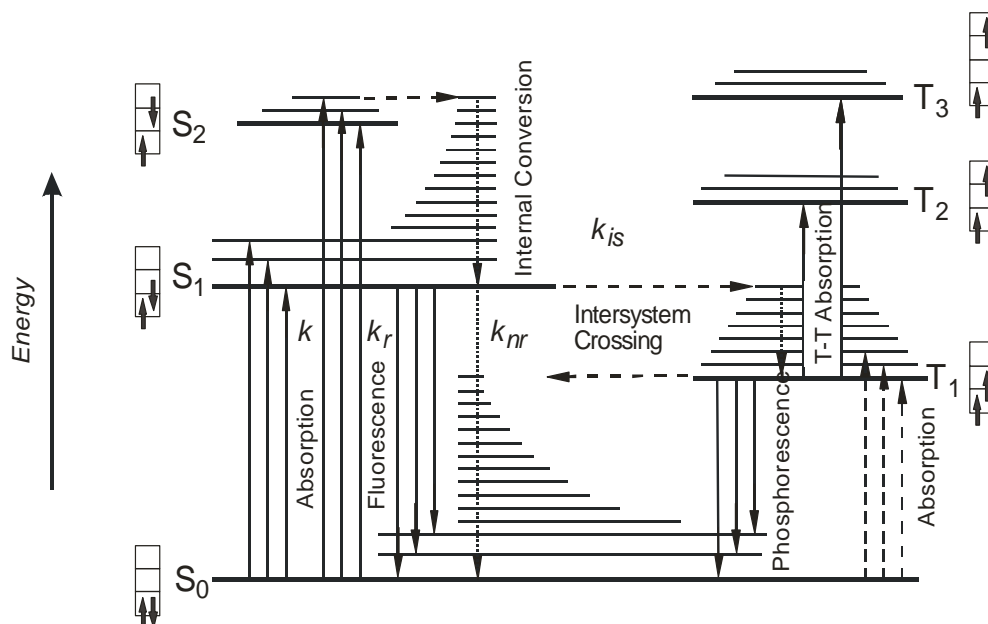 T3
S2
Internal Conversion
T2
kis
S1
T-T Absorption
Energy
Intersystem
Crossing
k
kr
knr
T1
Absorption
Fluorescence
Phosphorescence
Absorption
S0